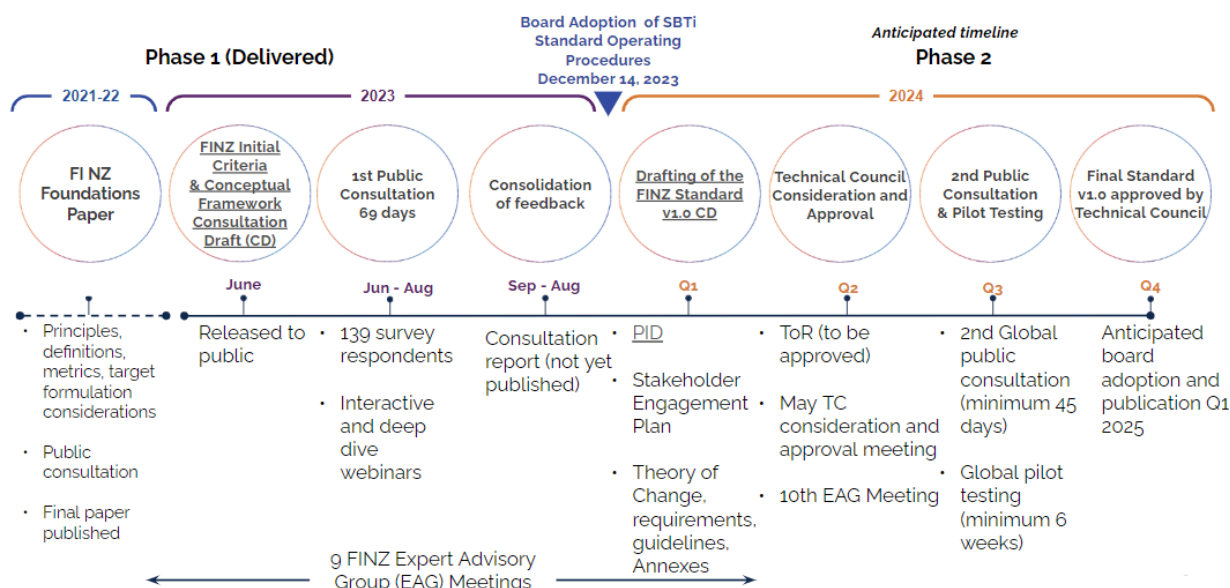 Board Adoption of SBTi
Standard Operating
Procedures
December 14, 2023
Phase 1 (Delivered)
Anticipated timeline
Phase 2
2021-22
2023
2024
FI NZ
Foundations
Paper
FINZ Initial
Criteria
& Conceptual
Framework
Consultation
Draft (CD)
1st Public
Consultation
69 days
Consolidation
of feedback
Drafting of the
FINZ Standard
v1.0 CD
Technical Council
Consideration and
Approval
2nd Public
Consultation
& Pilot Testing
Final Standard
v1.0 approved by
Technical Council
June
Jun - Aug
Sep - Aug
Q1
Q2
Q3
Q4
• Principles,
definitions,
metrics, target
formulation
considerations
• Public
consultation
• Final paper
published
Released to
public
• 139 survey
respondents
• Interactive
and deep
dive
webinars
Consultation
report (not yet
published)
• PID
• Stakeholder
Engagement
Plan
• Theory of
Change,
requirements,
guidelines,
Annexes
• ToR (to be
approved)
• May TC
consideration and
approval meeting
• 10th EAG Meeting
• 2nd Global
public
consultation
(minimum 45
days)
• Global pilot
testing
(minimum 6
weeks)
Anticipated
board
adoption and
publication Q1
2025
9 FINZ Expert Advisory
Group (EAG) Meetings